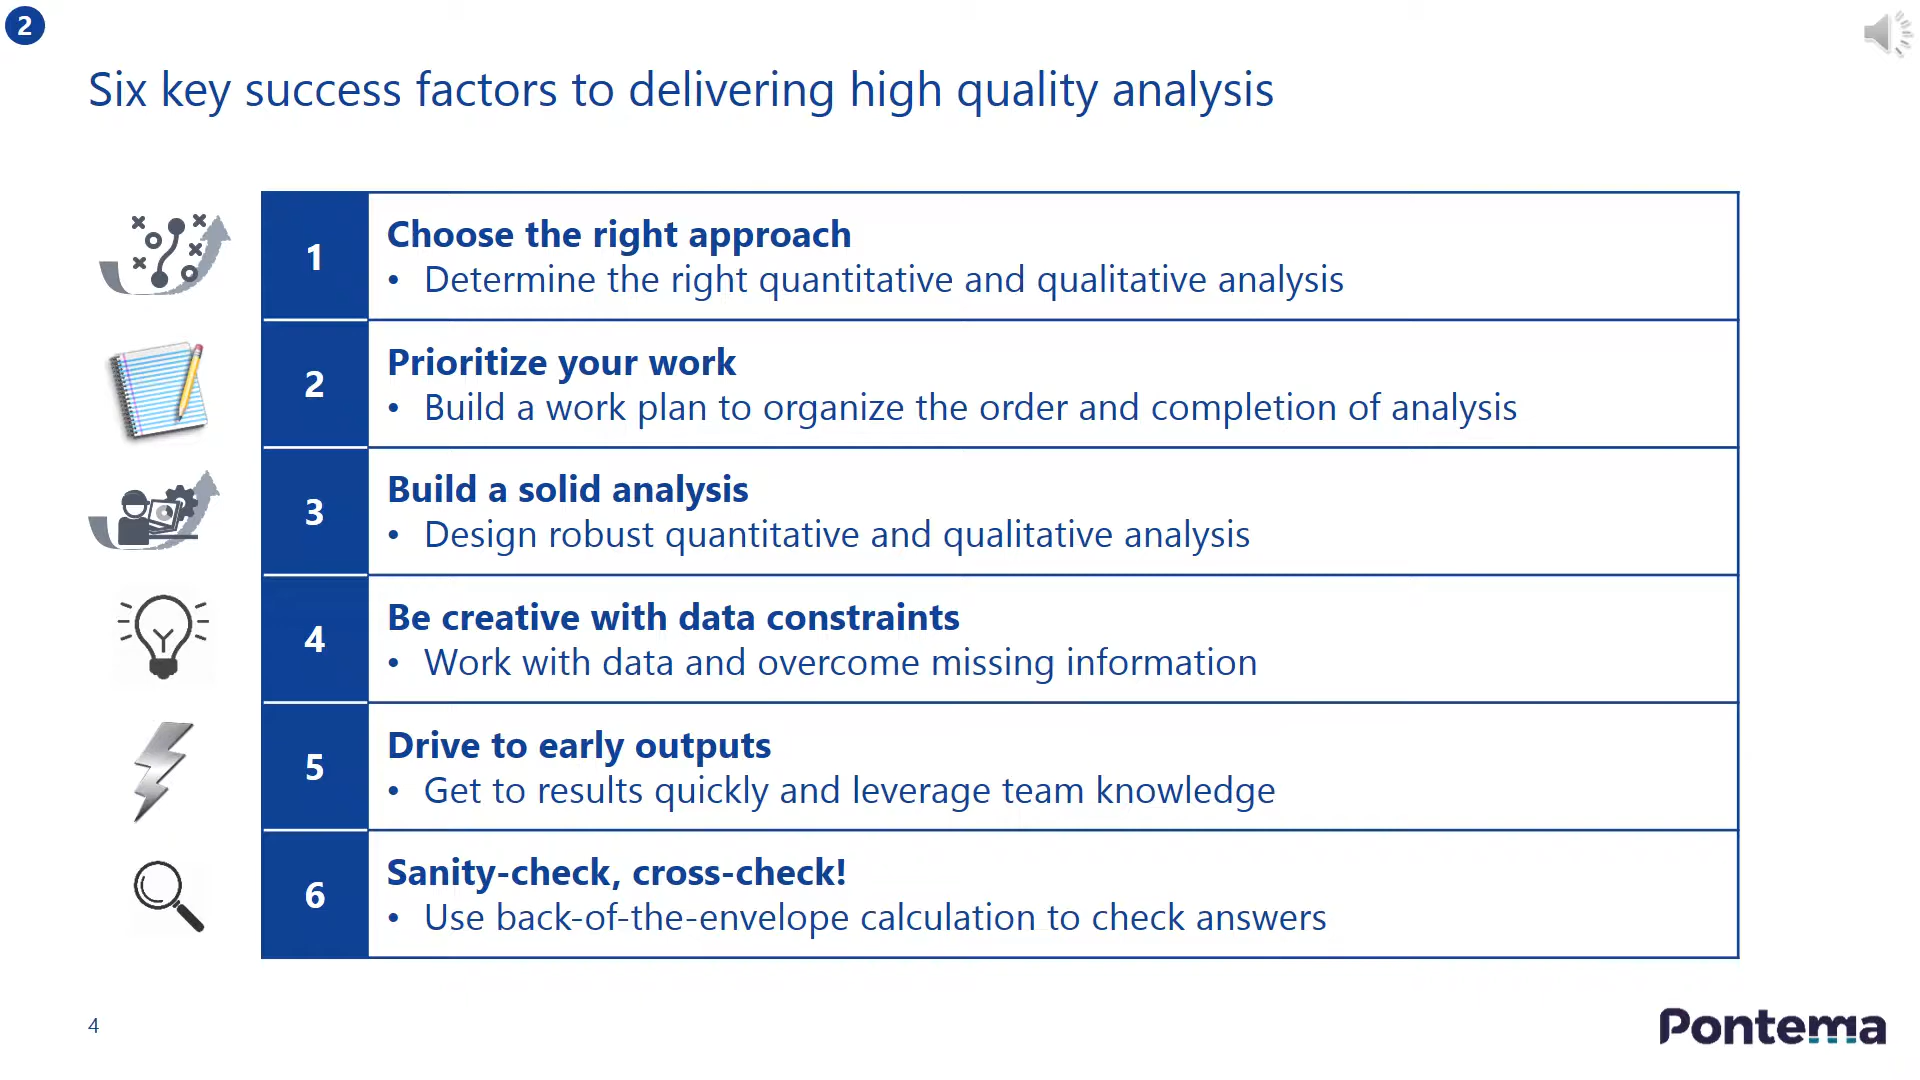 2
Six key success factors to delivering high quality analysis
1
Choose the right approach
• Determine the right quantitative and qualitative analysis
2
Prioritize your work
• Build a work plan to organize the order and completion of analysis
3
Build a solid analysis
• Design robust quantitative and qualitative analysis
4
Be creative with data constraints
• Work with data and overcome missing information
5
Drive to early outputs
• Get to results quickly and leverage team knowledge
6
Sanity-check, cross-check!
• Use back-of-the-envelope calculation to check answers
4
Pontema